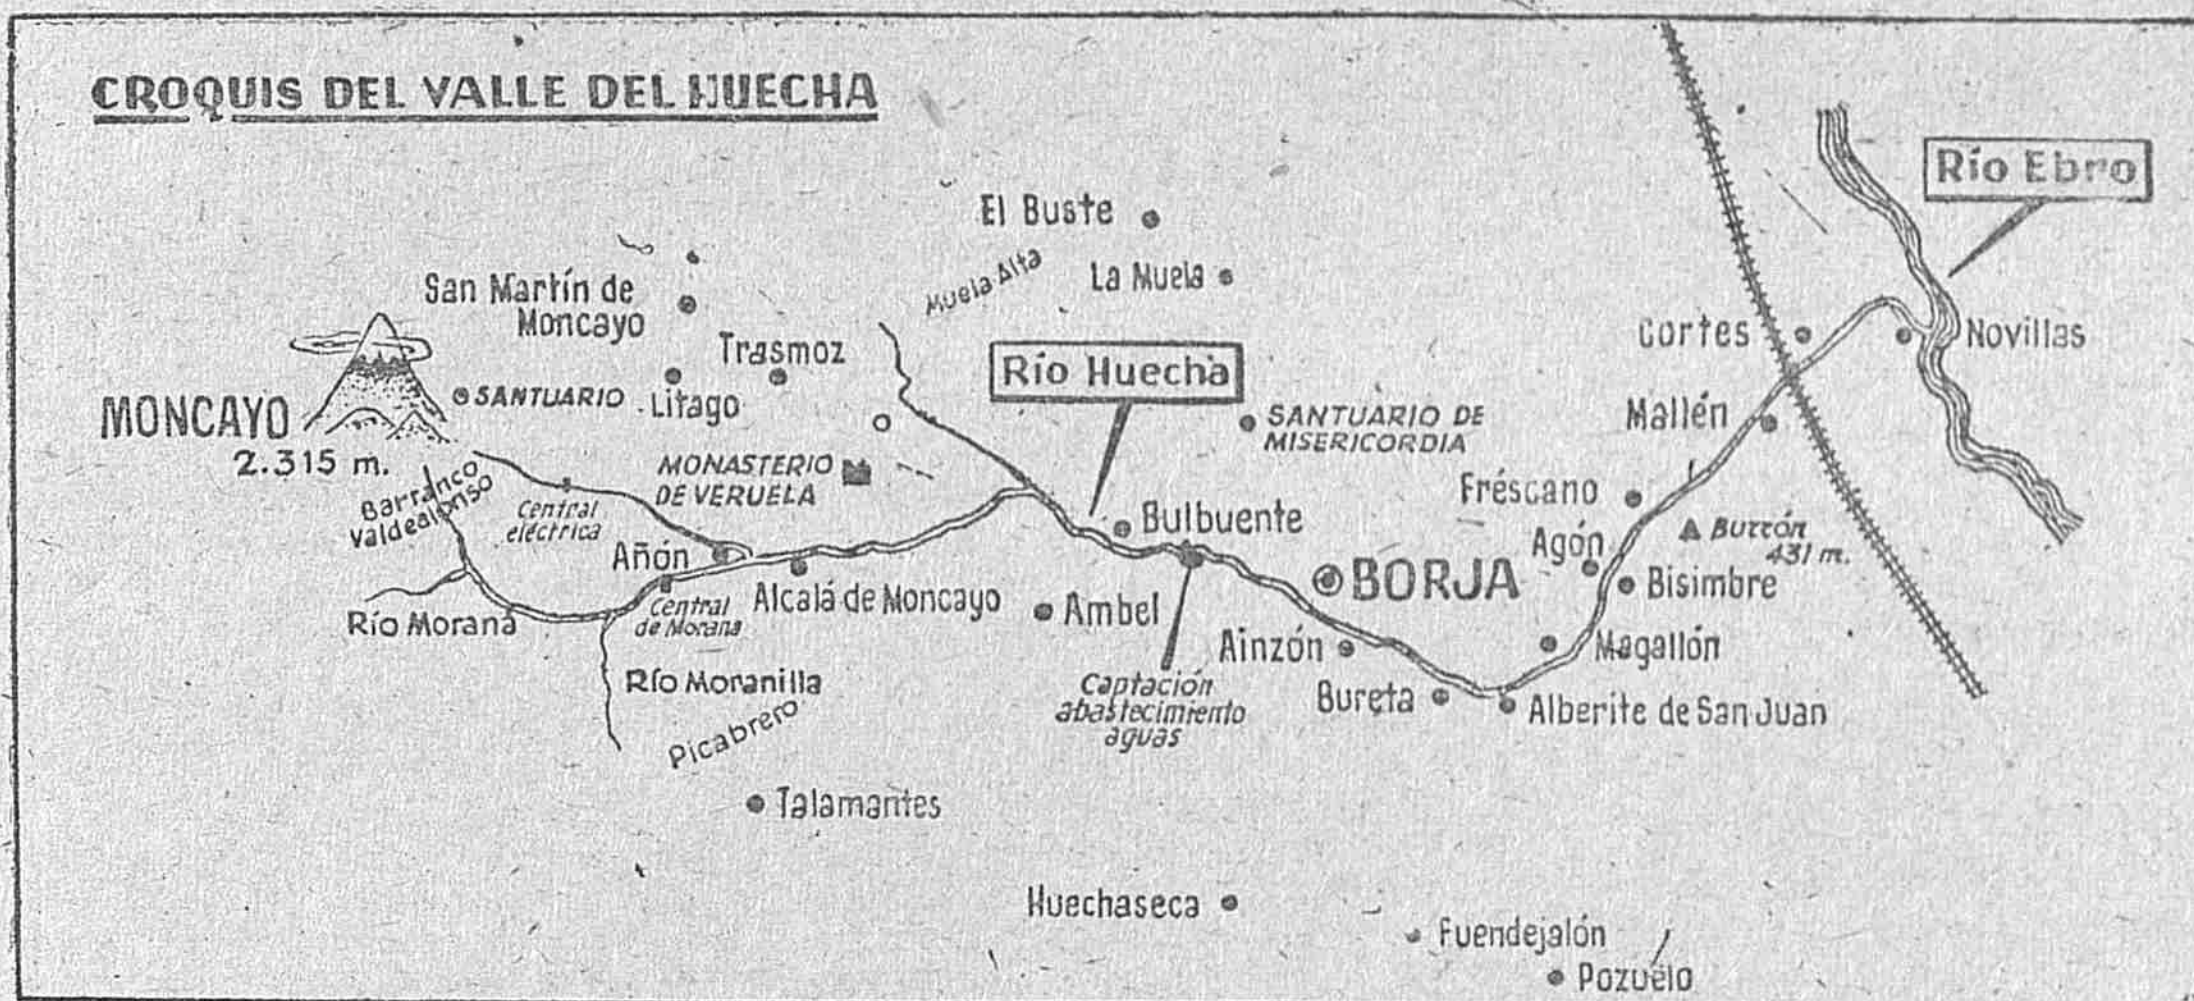 CROQUIS DEL VALLE DEL HUECHA
Río Ebro
El Buste
Muela Alta
La Muela
San Martín de
Moncayo
Trasmoz
Cortes
Novillas
Río Huecha
MONCAYO
2.315 m.
SANTUARIO
Litago
SANTUARIO DE
MISERICORDIA
Mallén
Barranco
Valdealonso
Central
eléctrica
MONASTERIO
DE VERUELA
Fréscano
Bulbuente
Burrón
431 m.
Agón
Añón
BORJA
Bisimbre
Río Morana
Central
de Morana
Alcalá de Moncayo
Ambel
Ainzón
Magallón
Río Moranilla
Picabrero
Captación
abastecimiento
aguas
Bureta
Alberite de San Juan
Talamantes
Huechaseca
Fuendejalón
Pozuelo